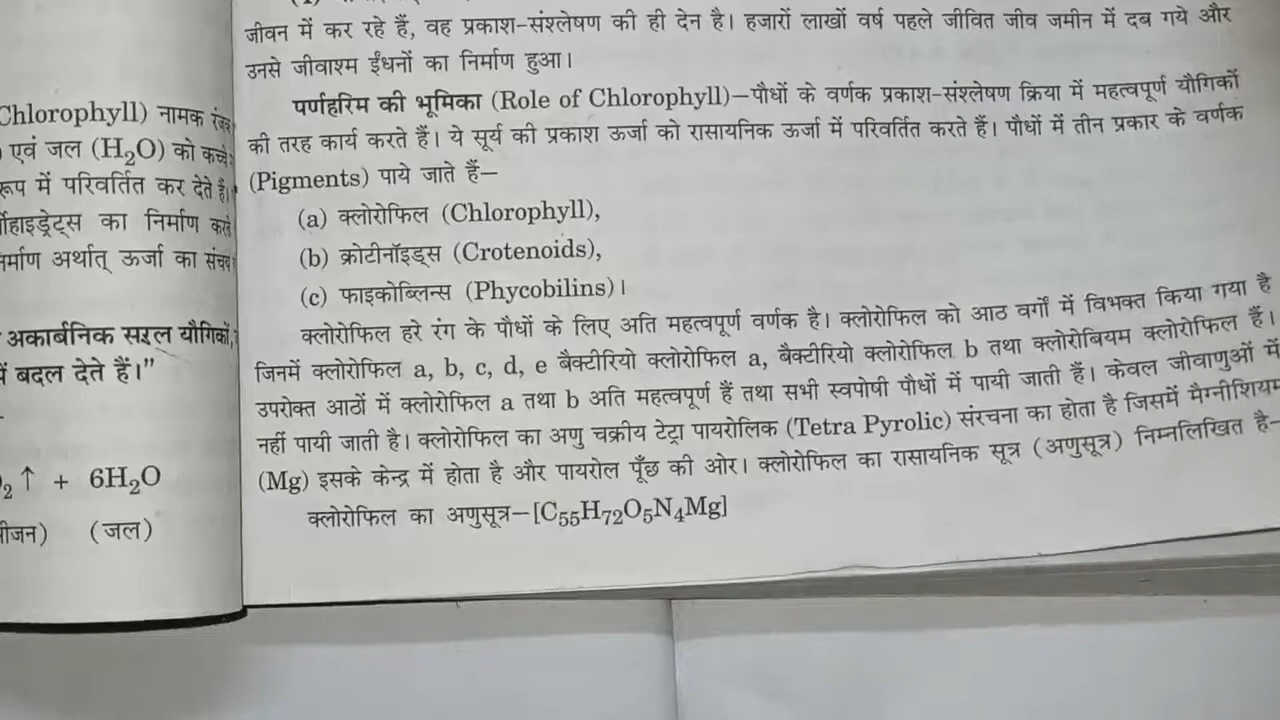 Chlorophyll) नामक
एवं जल (H₂O) को कच्चे
रूप में परिवर्तित कर देते हैं।
का निर्माण करते
अर्थात् ऊर्जा का
अकार्बनिक सरल यौगिकों,
में बदल देते हैं।”
₂ ↑ + 6H₂O
(जल)
जीवन में कर रहे हैं, वह प्रकाश-संश्लेषण की ही देन है। हजारों लाखों वर्ष पहले जीवित जीव जमीन में दब गये और
उनसे जीवाश्म ईंधनों का निर्माण हुआ।
पर्णहरिम की भूमिका (Role of Chlorophyll)–पौधों के वर्णक प्रकाश-संश्लेषण क्रिया में महत्वपूर्ण यौगिकों
की तरह कार्य करते हैं। ये सूर्य की प्रकाश ऊर्जा को रासायनिक ऊर्जा में परिवर्तित करते हैं। पौधों में तीन प्रकार के वर्णक
(Pigments) पाये जाते हैं–
(a) क्लोरोफिल (Chlorophyll),
(b) क्रोटीनॉइड्स (Crotenoids),
(c) फाइकोब्लिन्स (Phycobilins)।
क्लोरोफिल हरे रंग के पौधों के लिए अति महत्वपूर्ण वर्णक है। क्लोरोफिल को आठ वर्गों में विभक्त किया गया है
जिनमें क्लोरोफिल a, b, c, d, e बैक्टीरियो क्लोरोफिल a, बैक्टीरियो क्लोरोफिल b तथा क्लोरोबियम क्लोरोफिल हैं।
उपरोक्त आठों में क्लोरोफिल a तथा b अति महत्वपूर्ण हैं तथा सभी स्वपोषी पौधों में पायी जाती हैं। केवल जीवाणुओं में
नहीं पायी जाती है। क्लोरोफिल का अणु चक्रीय टेट्रा पायरोलिक (Tetra Pyrolic) संरचना का होता है जिसमें मैग्नीशियम
(Mg) इसके केन्द्र में होता है और पायरोल पूँछ की ओर। क्लोरोफिल का रासायनिक सूत्र (अणुसूत्र) निम्नलिखित है–
क्लोरोफिल का अणुसूत्र–[C₅₅H₇₂O₅N₄Mg]